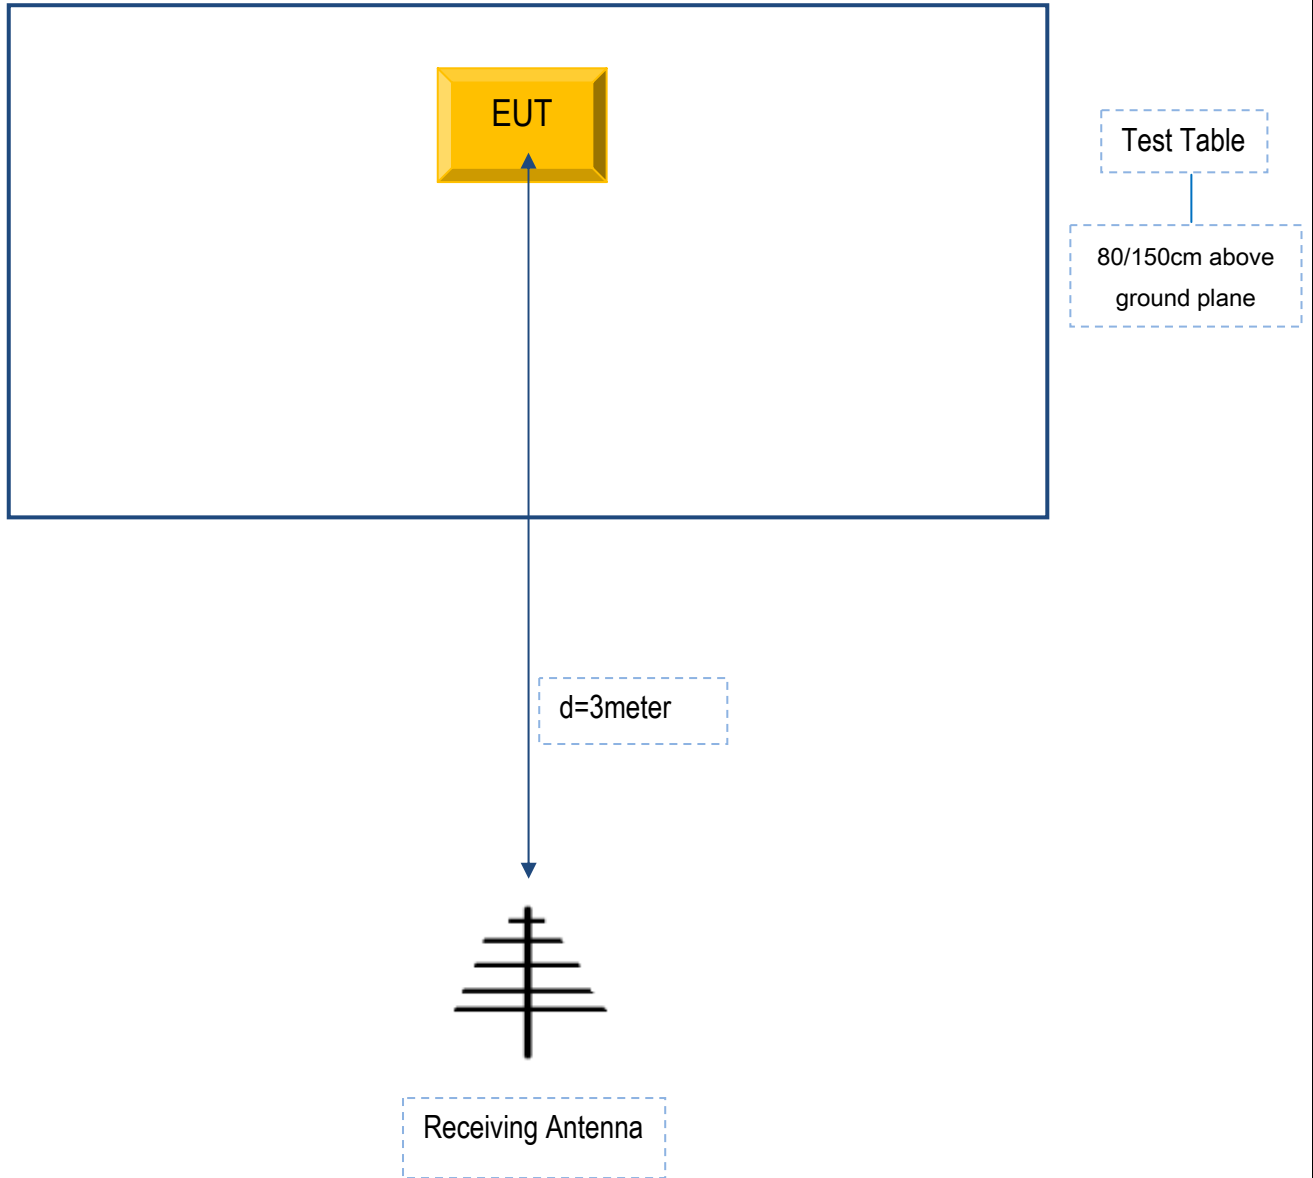 EUT
Test Table
80/150cm above
ground plane
d=3meter
Receiving Antenna